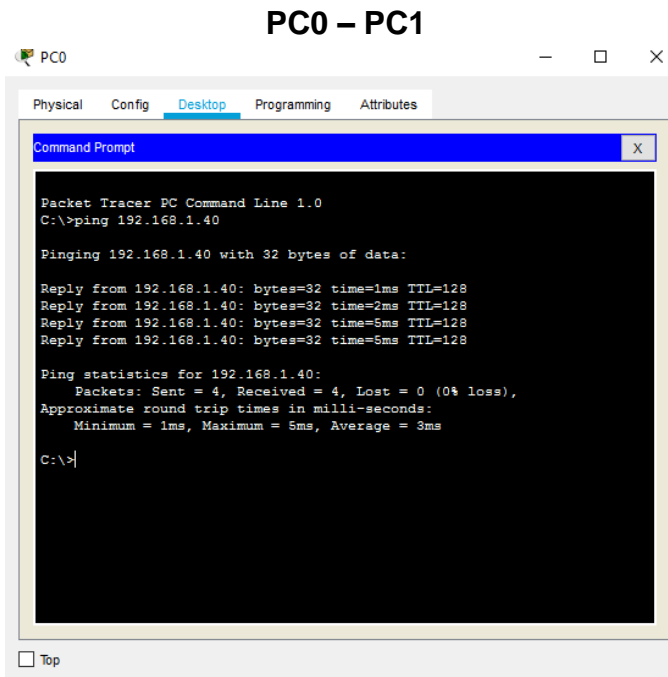 PC0 – PC1
PC0
Physical Config Desktop Programming Attributes
Command Prompt X
Packet Tracer PC Command Line 1.0
C:\>ping 192.168.1.40
Pinging 192.168.1.40 with 32 bytes of data:
Reply from 192.168.1.40: bytes=32 time=1ms TTL=128
Reply from 192.168.1.40: bytes=32 time=2ms TTL=128
Reply from 192.168.1.40: bytes=32 time=5ms TTL=128
Reply from 192.168.1.40: bytes=32 time=5ms TTL=128
Ping statistics for 192.168.1.40:
Packets: Sent = 4, Received = 4, Lost = 0 (0% loss),
Approximate round trip times in milli-seconds:
Minimum = 1ms, Maximum = 5ms, Average = 3ms
C:\>
Top